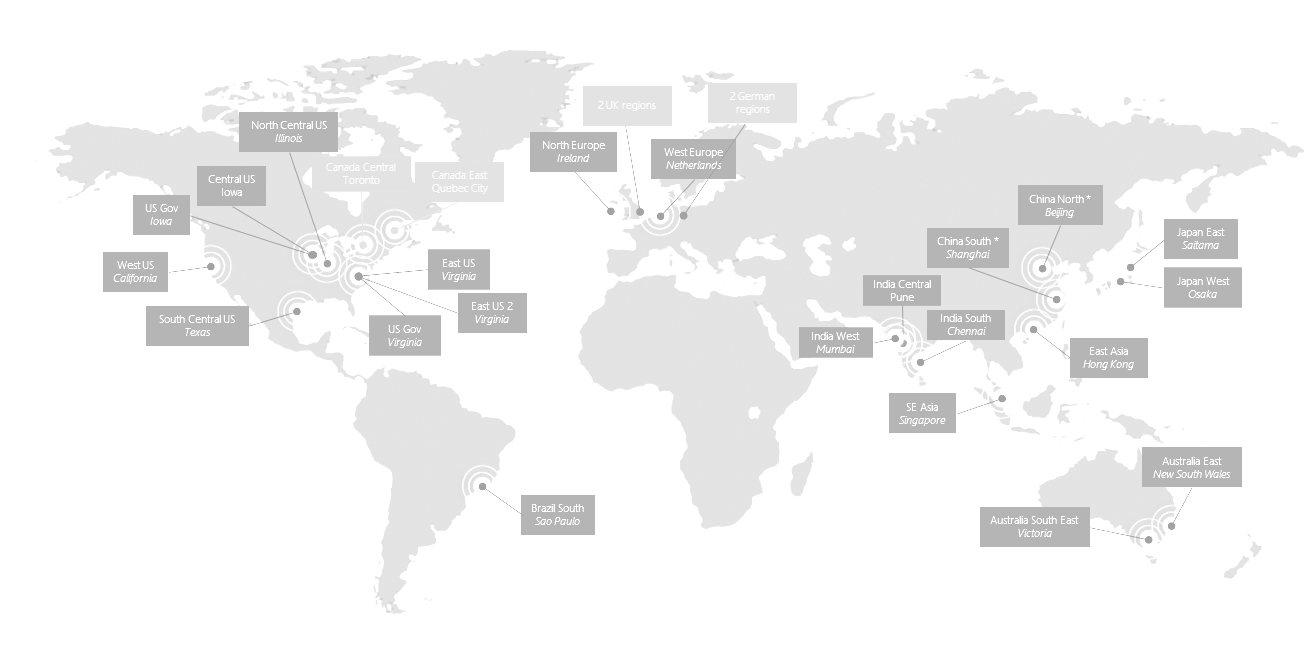 2 UK regions
2 German
regions
North Central US
Illinois
North Europe
Ireland
West Europe
Netherlands
Canada Central
Toronto
Canada East
Quebec City
Central US
Iowa
US Gov
Iowa
China North *
Beijing
China South *
Shanghai
Japan East
Saitama
West US
California
East US
Virginia
India Central
Pune
Japan West
Osaka
South Central US
Texas
East US 2
Virginia
US Gov
Virginia
India South
Chennai
India West
Mumbai
East Asia
Hong Kong
SE Asia
Singapore
Australia East
New South Wales
Brazil South
Sao Paulo
Australia South East
Victoria